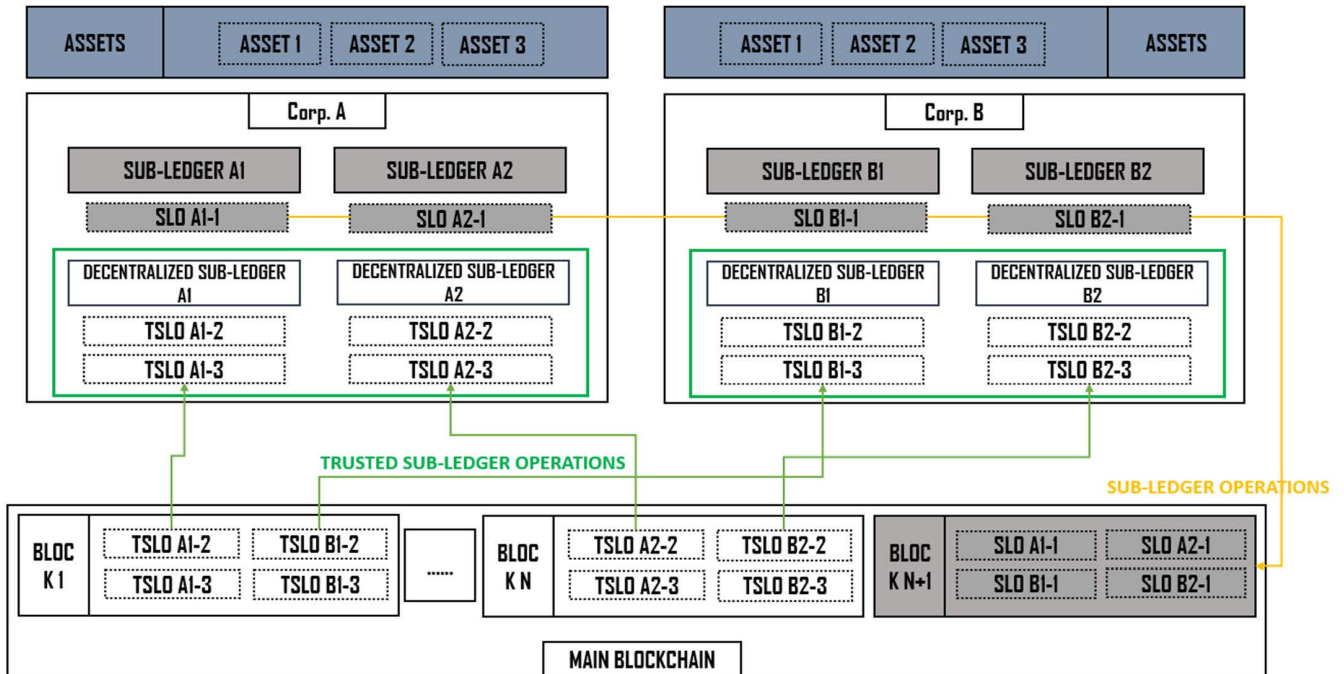 ASSETS
ASSET 1
ASSET 2
ASSET 3
ASSET 1
ASSET 2
ASSET 3
ASSETS
Corp. A
SUB-LEDGER A1
SUB-LEDGER A2
SLO A1-1
SLO A2-1
DECENTRALIZED SUB-LEDGER
A1
DECENTRALIZED SUB-LEDGER
A2
TSLO A1-2
TSLO A2-2
TSLO A1-3
TSLO A2-3
Corp. B
SUB-LEDGER B1
SUB-LEDGER B2
SLO B1-1
SLO B2-1
DECENTRALIZED SUB-LEDGER
B1
DECENTRALIZED SUB-LEDGER
B2
TSLO B1-2
TSLO B2-2
TSLO B1-3
TSLO B2-3
TRUSTED SUB-LEDGER OPERATIONS
SUB-LEDGER OPERATIONS
BLOC
K 1
TSLO A1-2
TSLO B1-2
TSLO A1-3
TSLO B1-3
......
BLOC
K N
TSLO A2-2
TSLO B2-2
TSLO A2-3
TSLO B2-3
BLOC
K N+1
SLO A1-1
SLO A2-1
SLO B1-1
SLO B2-1
MAIN BLOCKCHAIN